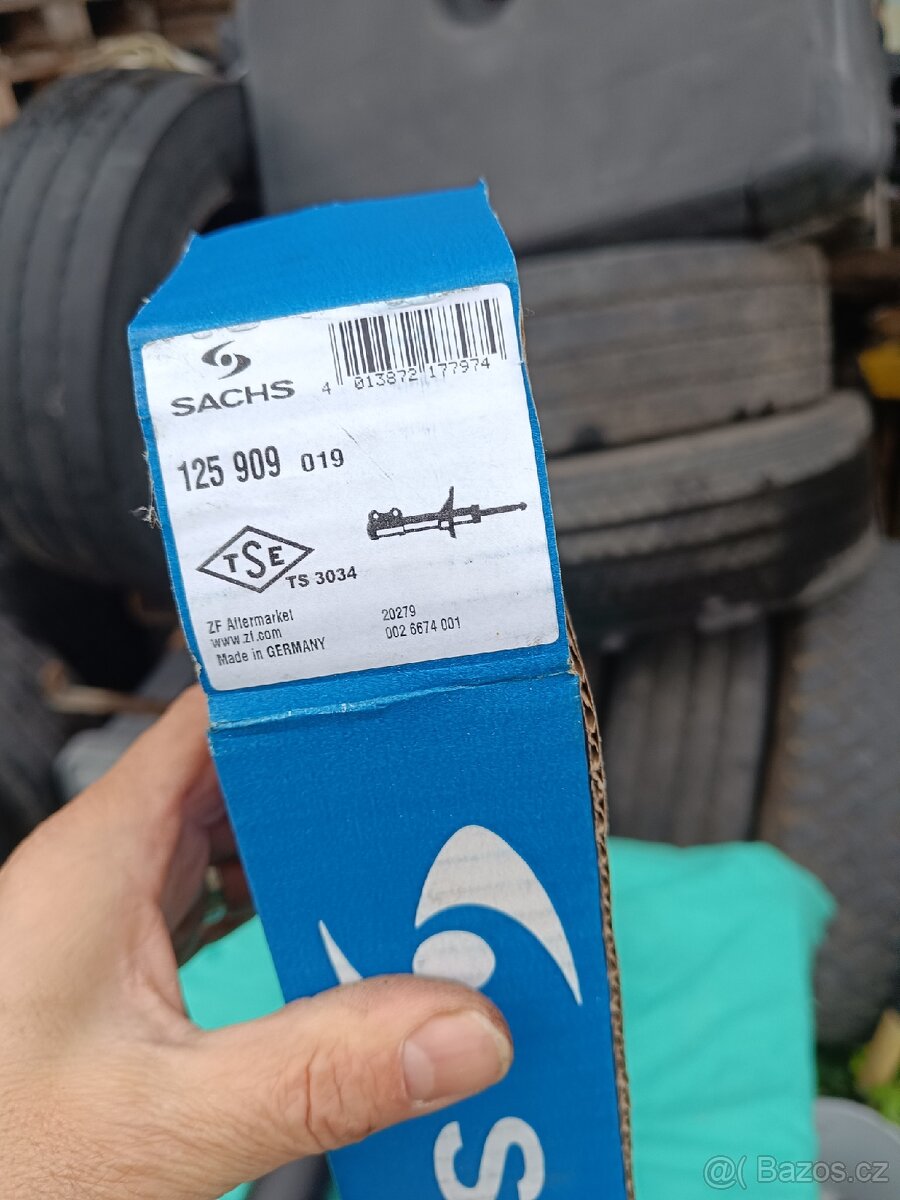 SACHS
4 013872 177974
125 909 019
TSE
TS 3034
ZF Aftermarket
www.zf.com
Made in GERMANY
20279
002 6674 001
S
@( Bazos.cz